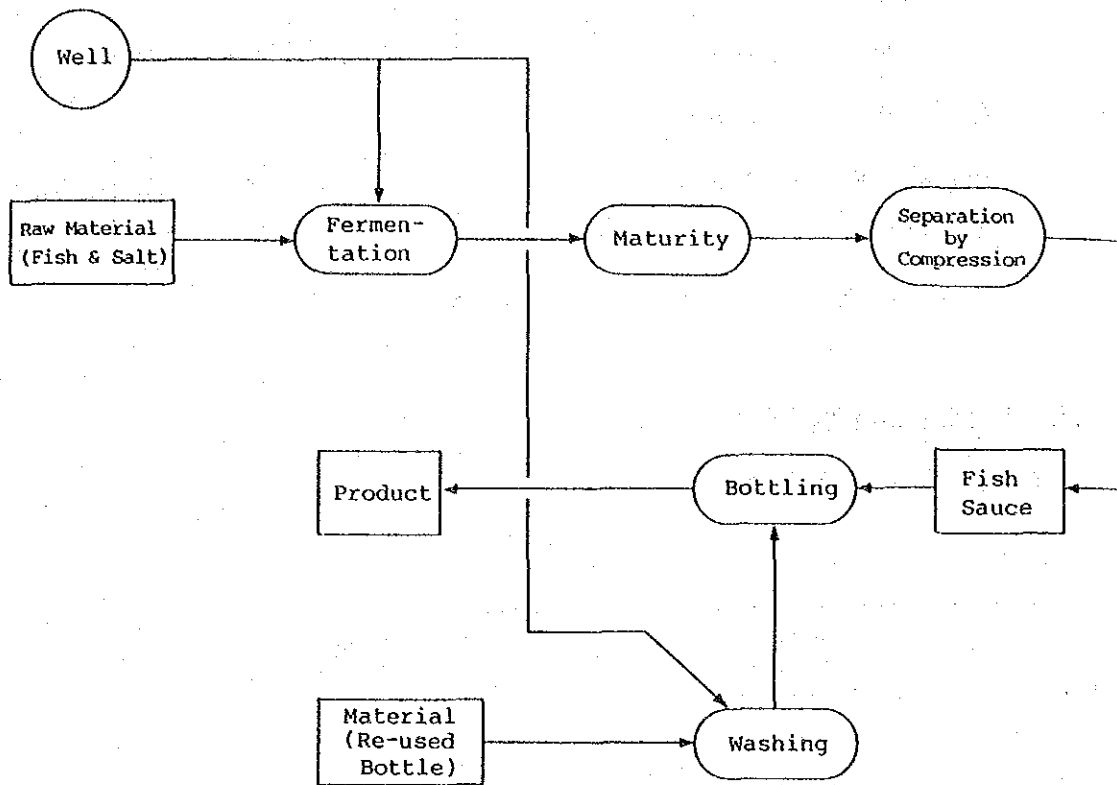 Well
Raw Material
(Fish & Salt)
Fermen-
tation
Maturity
Separation
by
Compression
Product
Bottling
Fish
Sauce
Material
(Re-used
Bottle)
Washing